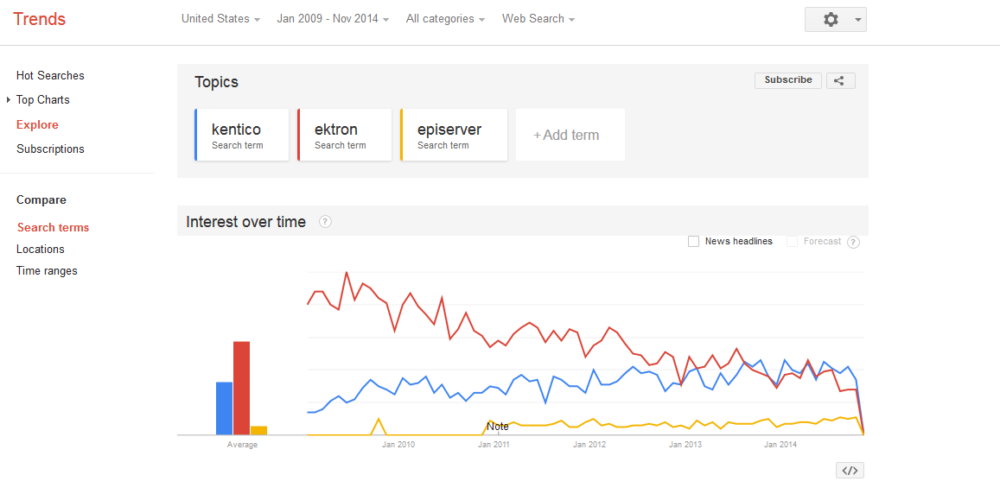 Trends
United States
Jan 2009 - Nov 2014
All categories
Web Search
Hot Searches
Top Charts
Explore
Subscriptions
Compare
Search terms
Locations
Time ranges
Topics
Subscribe
kentico
Search term
ektron
Search term
episerver
Search term
+Add term
Interest over time ?
News headlines
Forecast ?
Note
Average
Jan 2010
Jan 2011
Jan 2012
Jan 2013
Jan 2014
</>